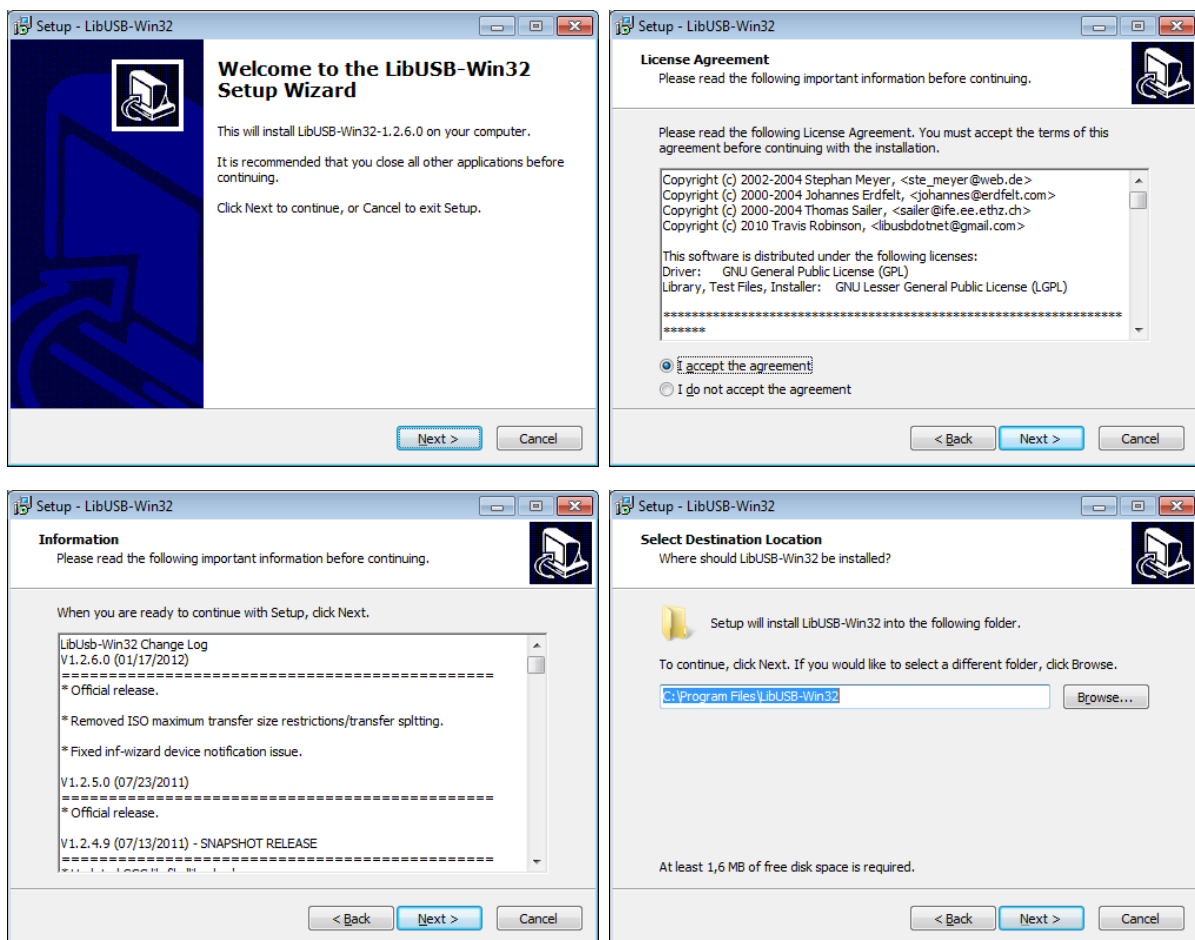 Setup - LibUSB-Win32
Welcome to the LibUSB-Win32
Setup Wizard
This will install LibUSB-Win32-1.2.6.0 on your computer.
It is recommended that you close all other applications before
continuing.
Click Next to continue, or Cancel to exit Setup.
Next >
Cancel
Setup - LibUSB-Win32
License Agreement
Please read the following important information before continuing.
Please read the following License Agreement. You must accept the terms of this
agreement before continuing with the installation.
Copyright (c) 2002-2004 Stephan Meyer, <ste_meyer@web.de>
Copyright (c) 2000-2004 Johannes Erdfelt, <johannes@erdfelt.com>
Copyright (c) 2000-2004 Thomas Sailer, <sailer@ife.ee.ethz.ch>
Copyright (c) 2010 Travis Robinson, <libusbdotnet@gmail.com>
This software is distributed under the following licenses:
Driver: GNU General Public License (GPL)
Library, Test Files, Installer: GNU Lesser General Public License (LGPL)
*****************************************************************
******
I accept the agreement
I do not accept the agreement
< Back
Next >
Cancel
Setup - LibUSB-Win32
Information
Please read the following important information before continuing.
When you are ready to continue with Setup, click Next.
LibUsb-Win32 Change Log
V1.2.6.0 (01/17/2012)
================================================
* Official release.
* Removed ISO maximum transfer size restrictions/transfer spltting.
* Fixed inf-wizard device notification issue.
V1.2.5.0 (07/23/2011)
================================================
* Official release.
V1.2.4.9 (07/13/2011) - SNAPSHOT RELEASE
================================================
< Back
Next >
Cancel
Setup - LibUSB-Win32
Select Destination Location
Where should LibUSB-Win32 be installed?
Setup will install LibUSB-Win32 into the following folder.
To continue, click Next. If you would like to select a different folder, click Browse.
C:\Program Files\LibUSB-Win32
Browse...
At least 1,6 MB of free disk space is required.
< Back
Next >
Cancel